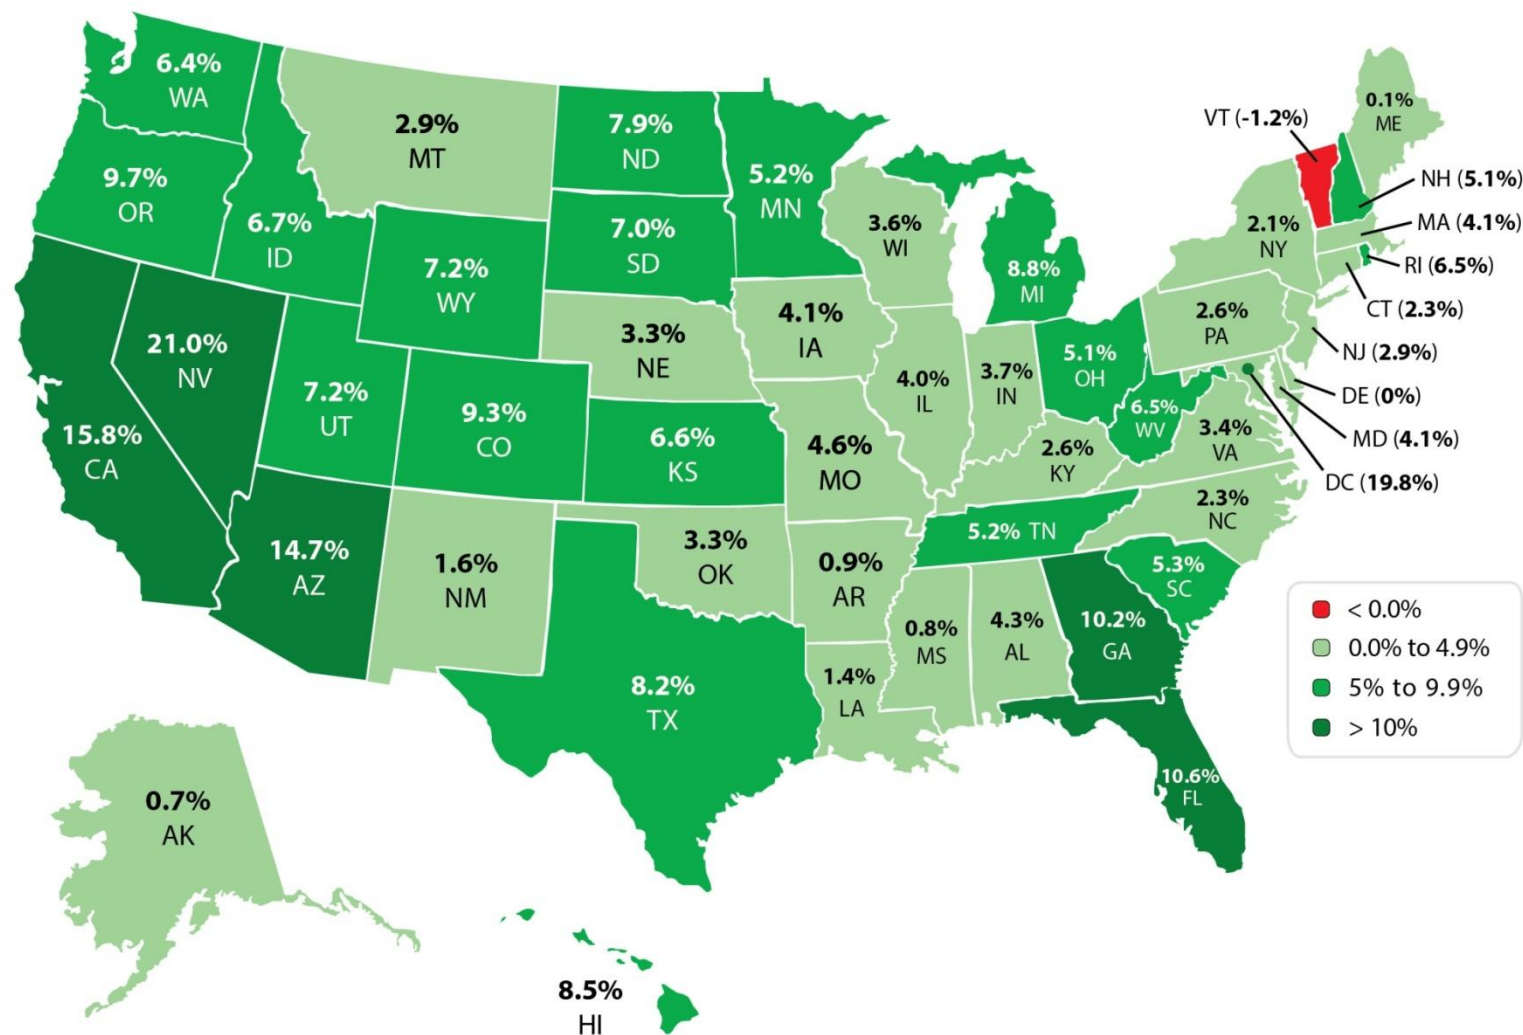 6.4%
WA
2.9%
MT
7.9%
ND
5.2%
MN
0.1%
ME
VT (-1.2%)
9.7%
OR
6.7%
ID
7.2%
WY
7.0%
SD
3.6%
WI
8.8%
MI
2.1%
NY
NH (5.1%)
MA (4.1%)
RI (6.5%)
CT (2.3%)
NJ (2.9%)
DE (0%)
MD (4.1%)
DC (19.8%)
21.0%
NV
15.8%
CA
7.2%
UT
9.3%
CO
3.3%
NE
6.6%
KS
4.1%
IA
4.6%
MO
4.0%
IL
3.7%
IN
5.1%
OH
2.6%
PA
6.5%
WV
3.4%
VA
2.6%
KY
2.3%
NC
5.2% TN
5.3%
SC
14.7%
AZ
1.6%
NM
3.3%
OK
0.9%
AR
0.8%
MS
4.3%
AL
10.2%
GA
8.2%
TX
1.4%
LA
10.6%
FL
0.7%
AK
8.5%
HI
< 0.0%
0.0% to 4.9%
5% to 9.9%
> 10%